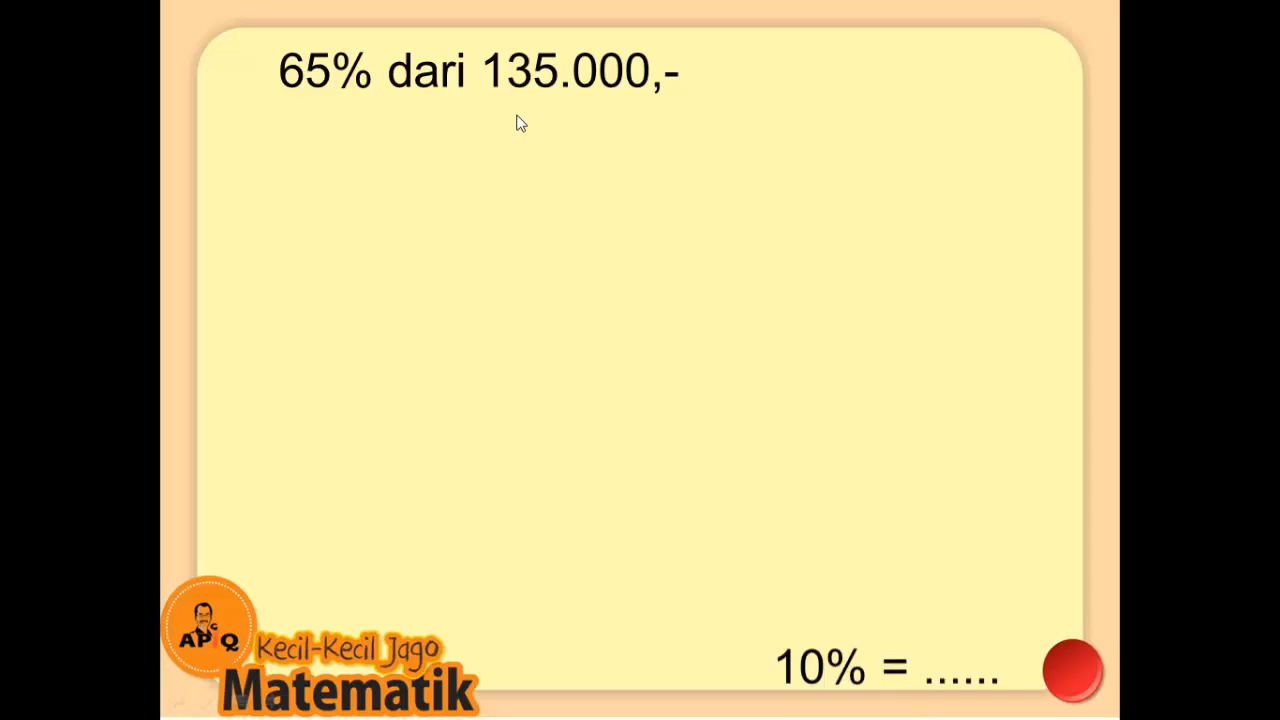 65% dari 135.000,-
APiQ
Kecil-Kecil Jago
Matematik
10% = ......